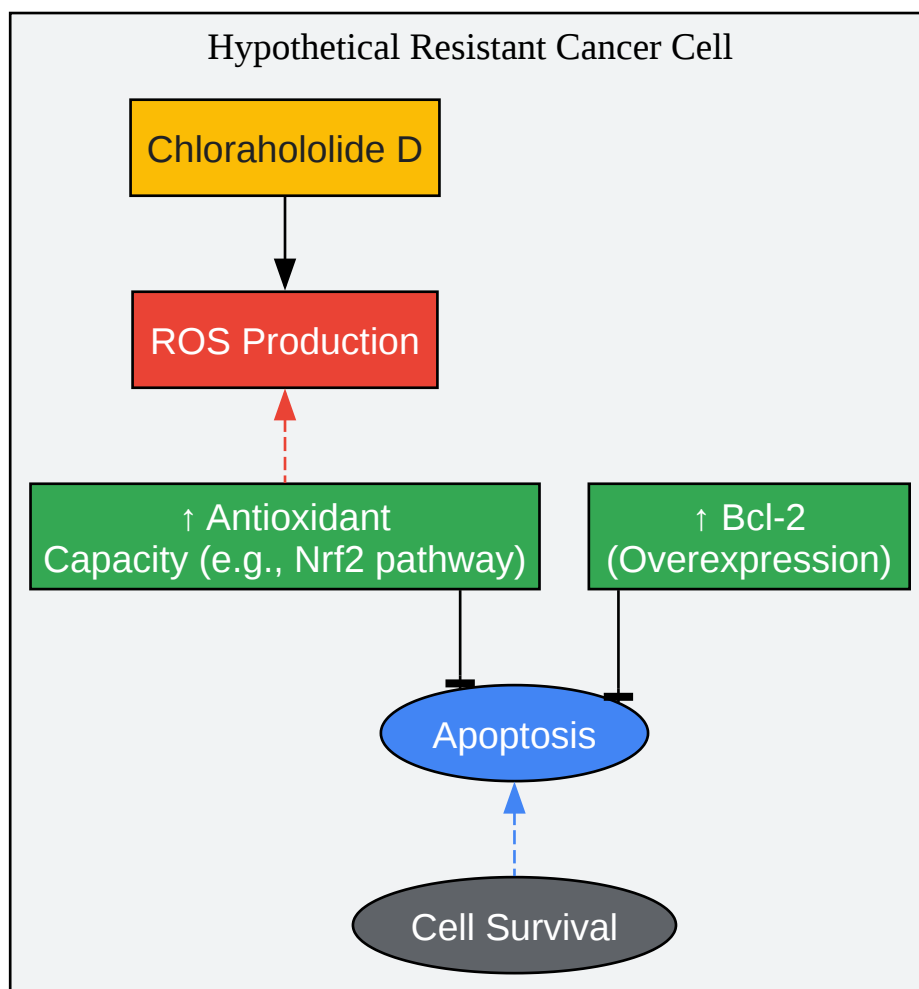 Hypothetical Resistant Cancer Cell
Chlorahololide D
ROS Production
↑ Antioxidant
Capacity (e.g., Nrf2 pathway)
↑ Bcl-2
(Overexpression)
Apoptosis
Cell Survival